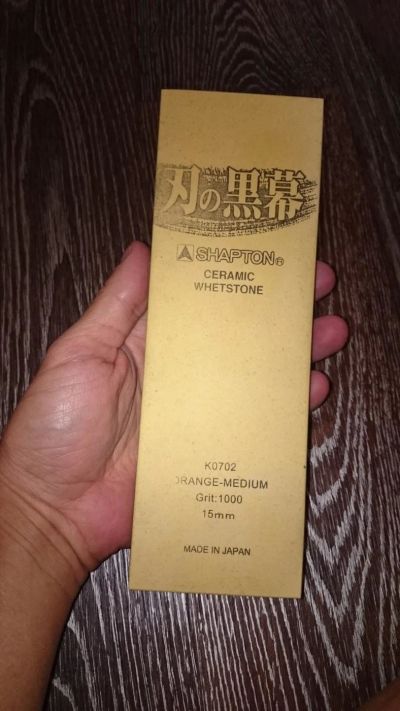 刃の黒幕
SHAPTON®
CERAMIC
WHETSTONE
K0702
ORANGE-MEDIUM
Grit:1000
15mm
MADE IN JAPAN